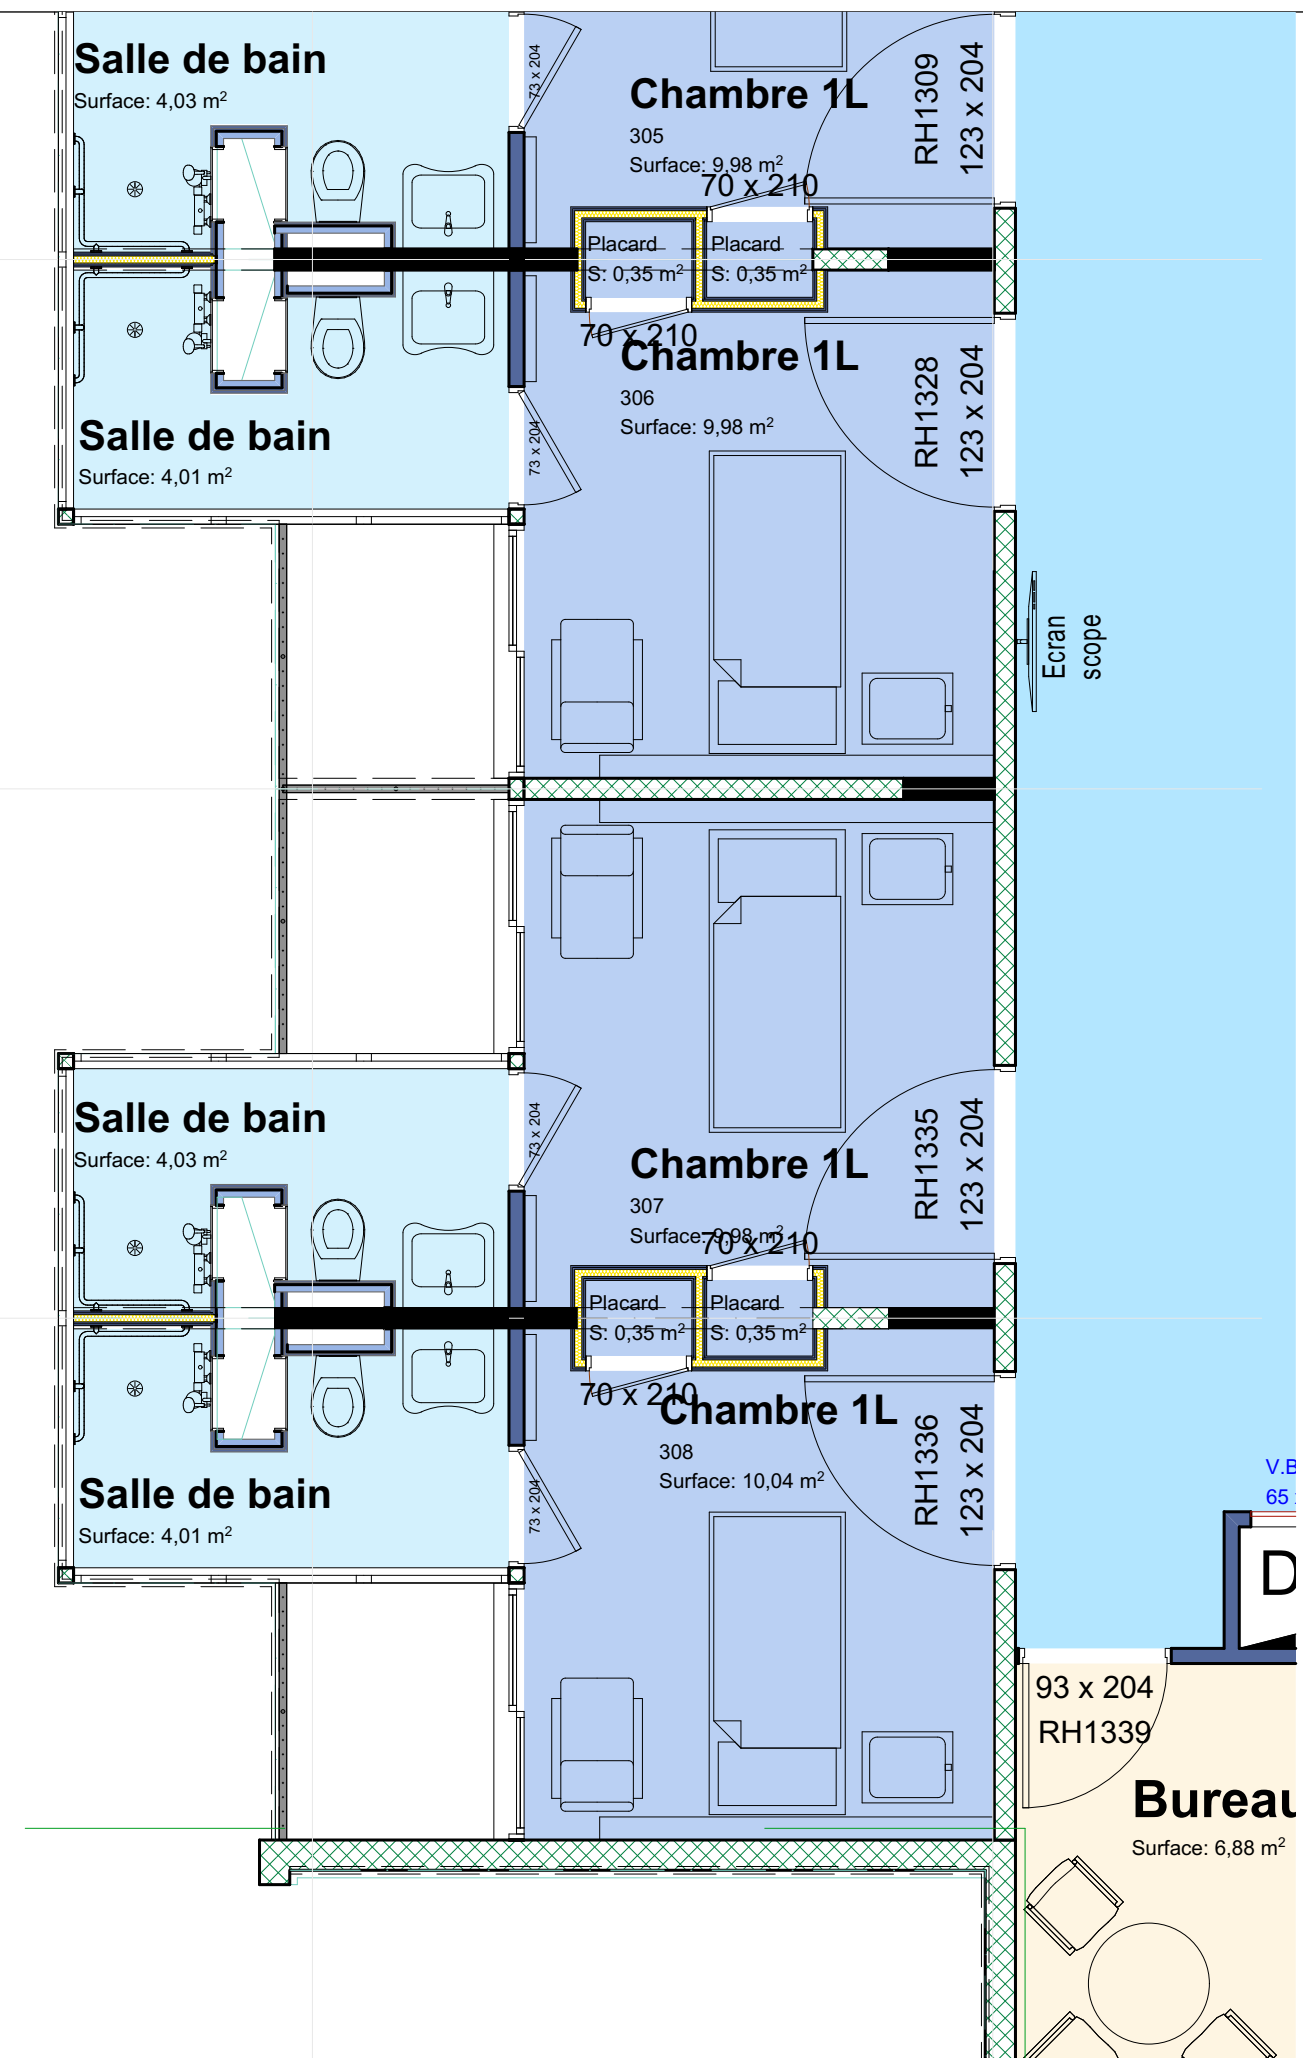 Salle de bain
Surface: 4,03 m²
73 x 204
Chambre 1L
305
Surface: 9,98 m²
RH1309
123 x 204
70 x 210
Placard
S: 0,35 m²
Placard
S: 0,35 m²
70 x 210
Chambre 1L
306
Surface: 9,98 m²
RH1328
123 x 204
73 x 204
Salle de bain
Surface: 4,01 m²
Ecran
scope
Salle de bain
Surface: 4,03 m²
73 x 204
Chambre 1L
307
Surface: 9,98 m²
RH1335
123 x 204
70 x 210
Placard
S: 0,35 m²
Placard
S: 0,35 m²
70 x 210
Chambre 1L
308
Surface: 10,04 m²
RH1336
123 x 204
73 x 204
Salle de bain
Surface: 4,01 m²
V.B
65
D
93 x 204
RH1339
Bureau
Surface: 6,88 m²